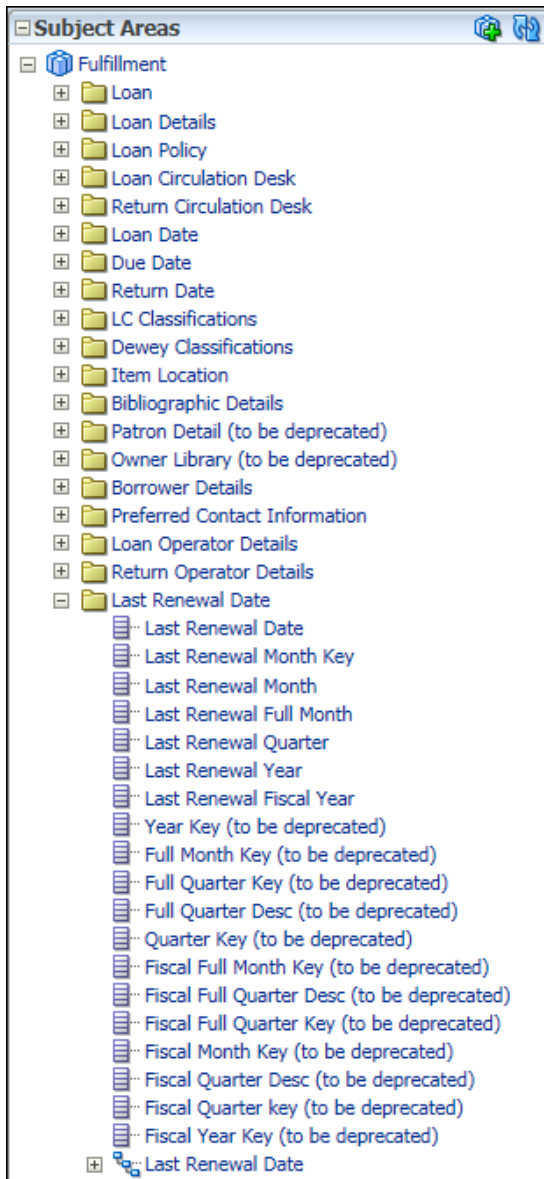 Subject Areas
Fulfillment
Loan
Loan Details
Loan Policy
Loan Circulation Desk
Return Circulation Desk
Loan Date
Due Date
Return Date
LC Classifications
Dewey Classifications
Item Location
Bibliographic Details
Patron Detail (to be deprecated)
Owner Library (to be deprecated)
Borrower Details
Preferred Contact Information
Loan Operator Details
Return Operator Details
Last Renewal Date
Last Renewal Date
Last Renewal Month Key
Last Renewal Month
Last Renewal Full Month
Last Renewal Quarter
Last Renewal Year
Last Renewal Fiscal Year
Year Key (to be deprecated)
Full Month Key (to be deprecated)
Full Quarter Key (to be deprecated)
Full Quarter Desc (to be deprecated)
Quarter Key (to be deprecated)
Fiscal Full Month Key (to be deprecated)
Fiscal Full Quarter Desc (to be deprecated)
Fiscal Full Quarter Key (to be deprecated)
Fiscal Month Key (to be deprecated)
Fiscal Quarter Desc (to be deprecated)
Fiscal Quarter key (to be deprecated)
Fiscal Year Key (to be deprecated)
Last Renewal Date